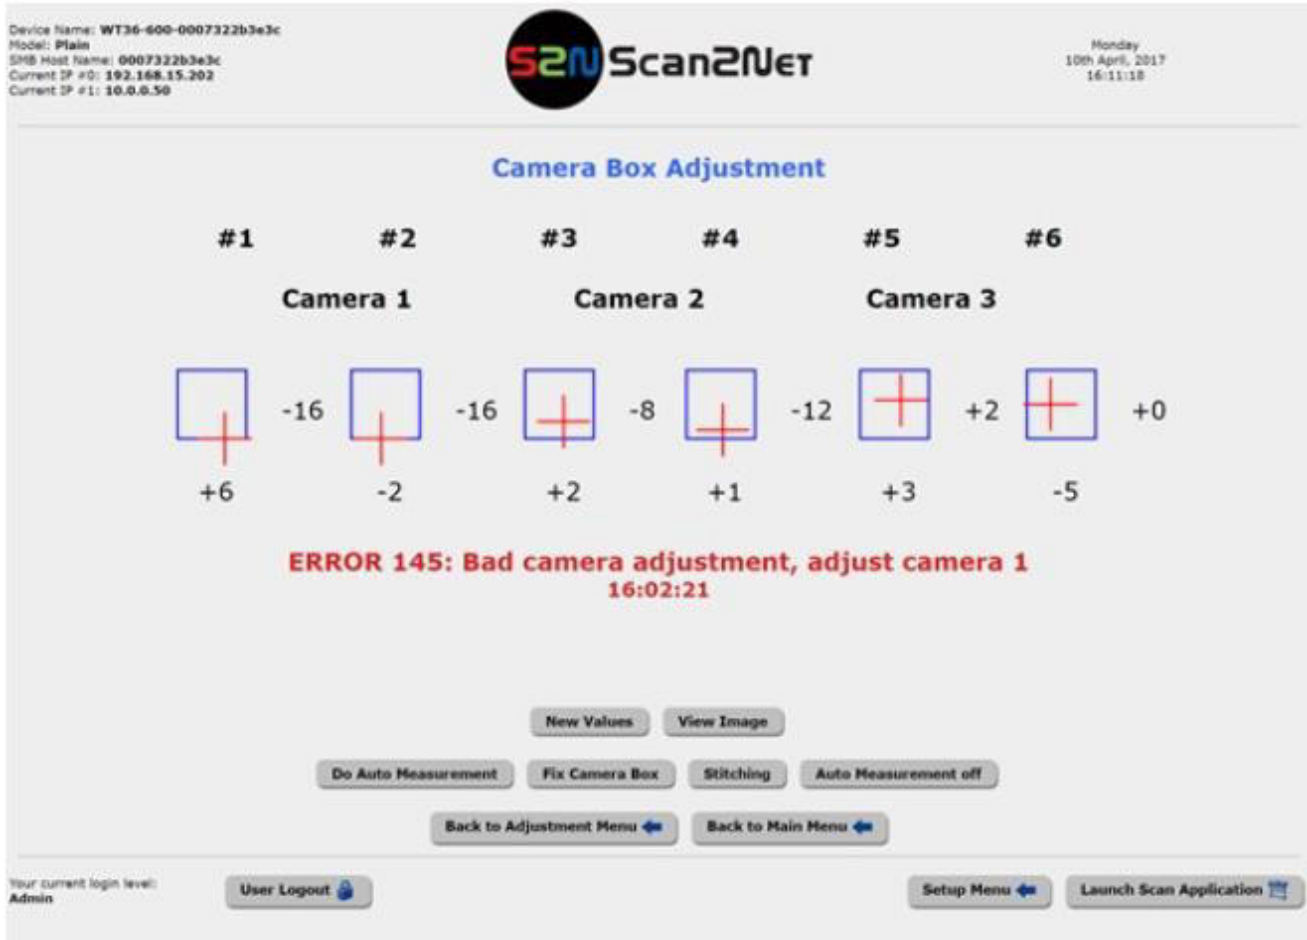 Device Name: WT36-600-0007322b3e3c
Model: Plain
SMB Host Name: 0007322b3e3c
Current IP #0: 192.168.15.202
Current IP #1: 10.0.0.50
S2N Scan2Net
Monday
10th April, 2017
16:11:18
Camera Box Adjustment
#1 #2 #3 #4 #5 #6
Camera 1 Camera 2 Camera 3
-16 -16 -8 -12 +2 +0
+6 -2 +2 +1 +3 -5
ERROR 145: Bad camera adjustment, adjust camera 1
16:02:21
New Values View Image
Do Auto Measurement Fix Camera Box Stitching Auto Measurement off
Back to Adjustment Menu Back to Main Menu
Your current login level:
Admin
User Logout Setup Menu Launch Scan Application